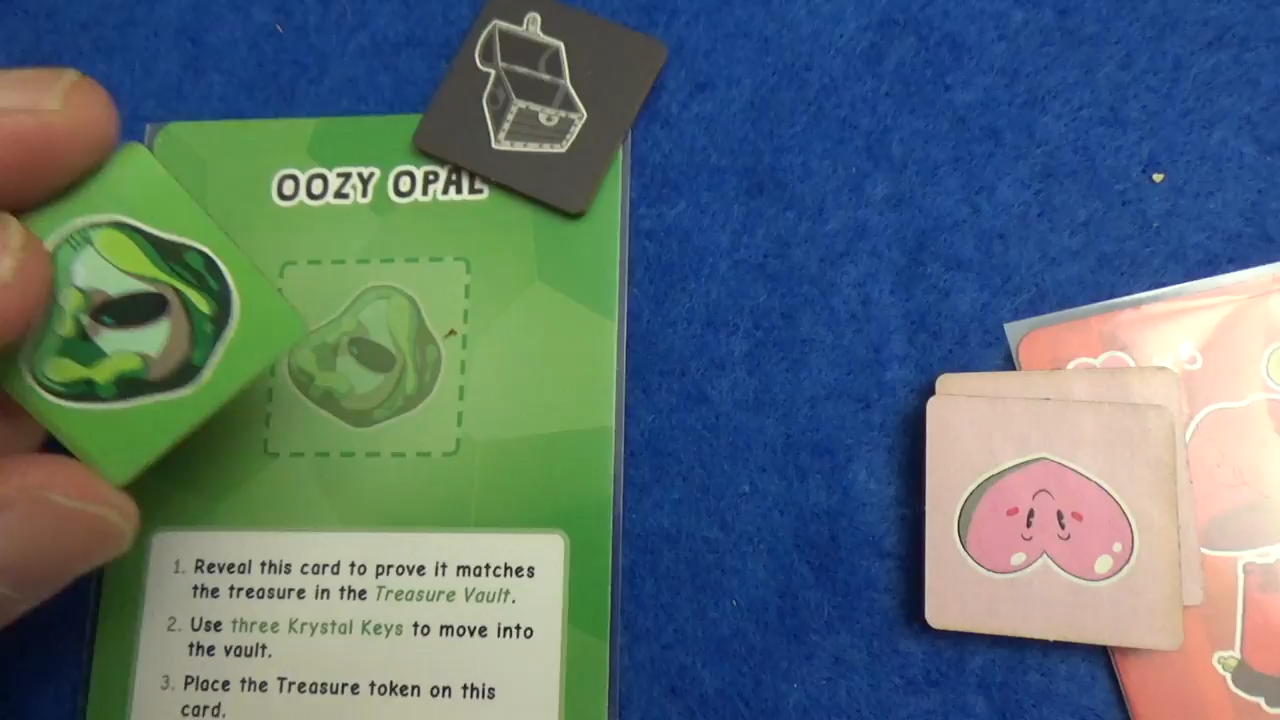 OOZY OPAL
1. Reveal this card to prove it matches
the treasure in the Treasure Vault.
2. Use three Krystal Keys to move into
the vault.
3. Place the Treasure token on this
card.